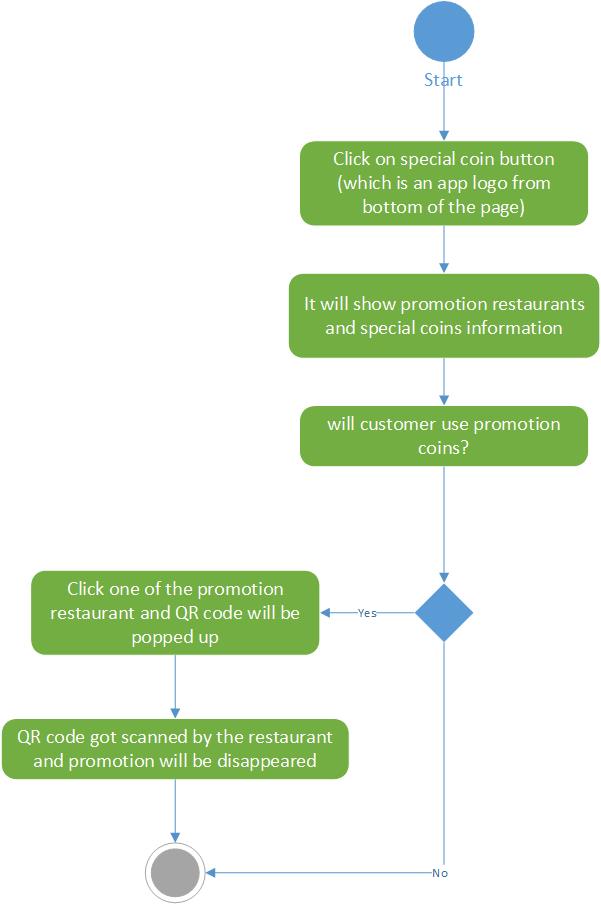 Start
Click on special coin button
(which is an app logo from
bottom of the page)
It will show promotion restaurants
and special coins information
will customer use promotion
coins?
Yes
Click one of the promotion
restaurant and QR code will be
popped up
QR code got scanned by the restaurant
and promotion will be disappeared
No